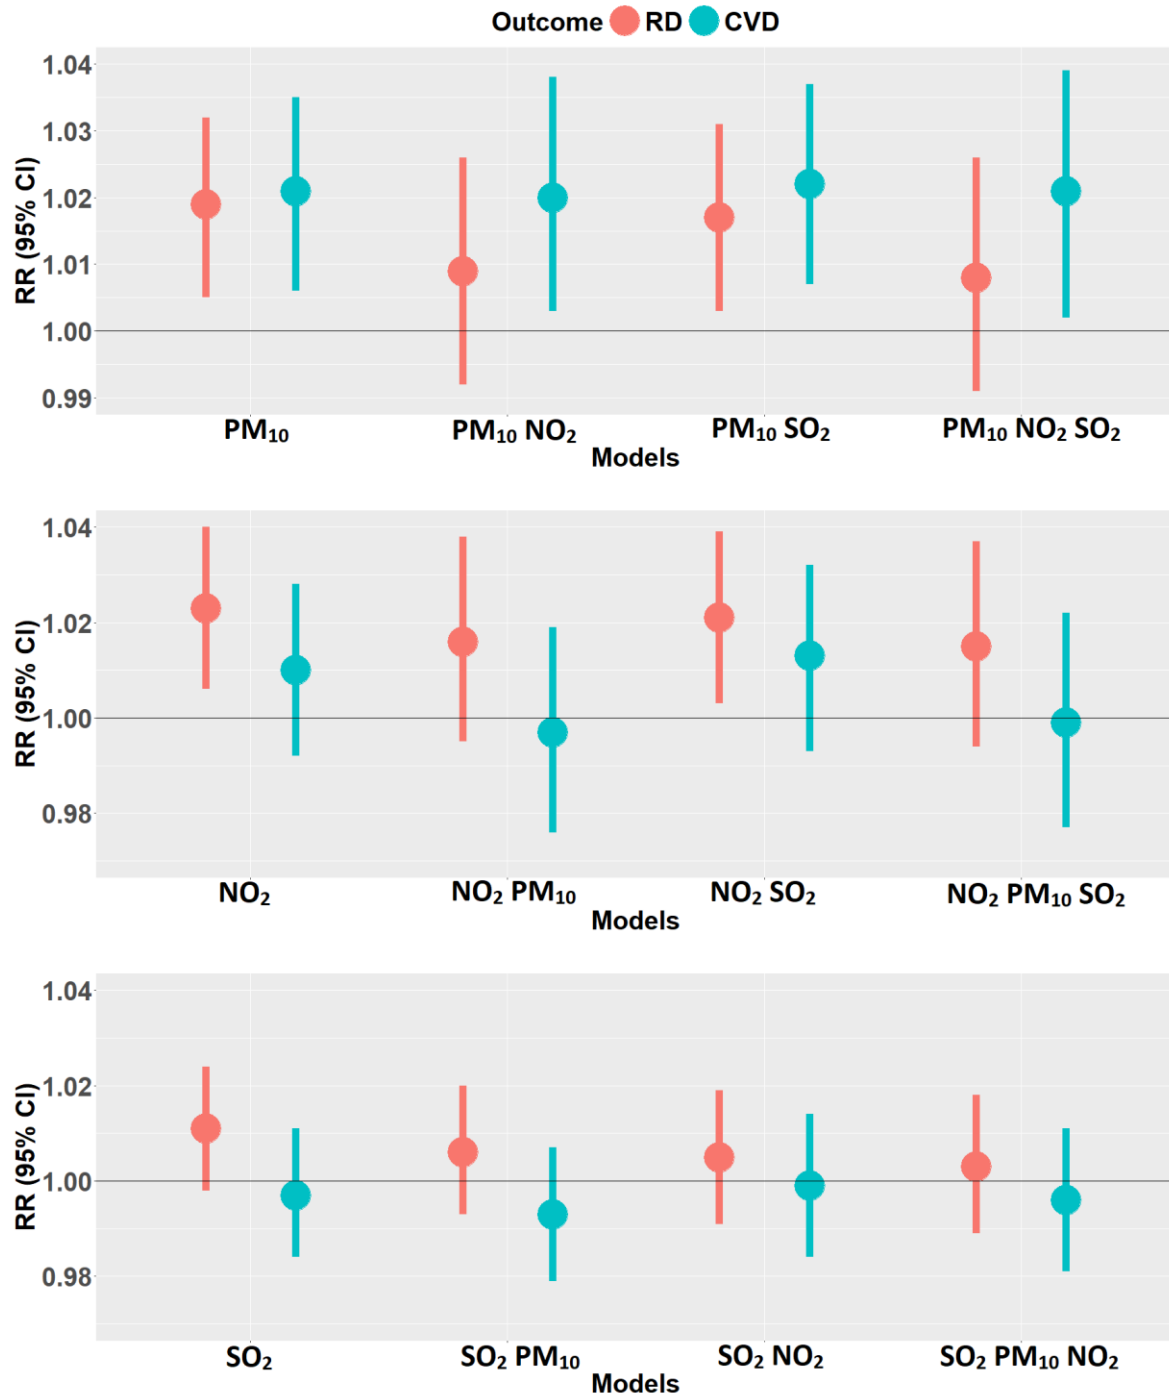 Outcome RD CVD
1.04
1.03
1.02
1.01
1.00
0.99
RR (95% CI)
PM₁₀ PM₁₀ NO₂ PM₁₀ SO₂ PM₁₀ NO₂ SO₂
Models
1.04
1.02
1.00
0.98
RR (95% CI)
NO₂ NO₂ PM₁₀ NO₂ SO₂ NO₂ PM₁₀ SO₂
Models
1.04
1.02
1.00
0.98
RR (95% CI)
SO₂ SO₂ PM₁₀ SO₂ NO₂ SO₂ PM₁₀ NO₂
Models